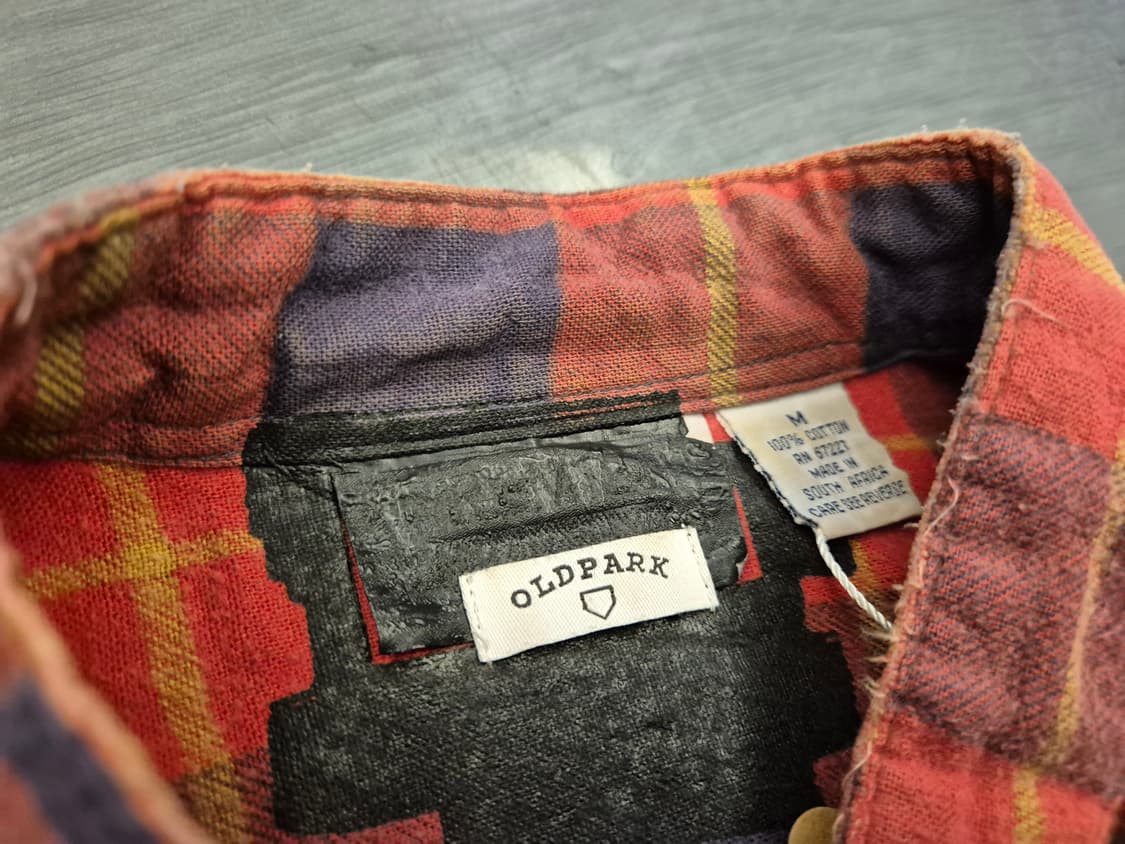 OLDPARK
M
100% COTTON
RN 67227
MADE IN
SOUTH AFRICA
CARE SEE REVERSE